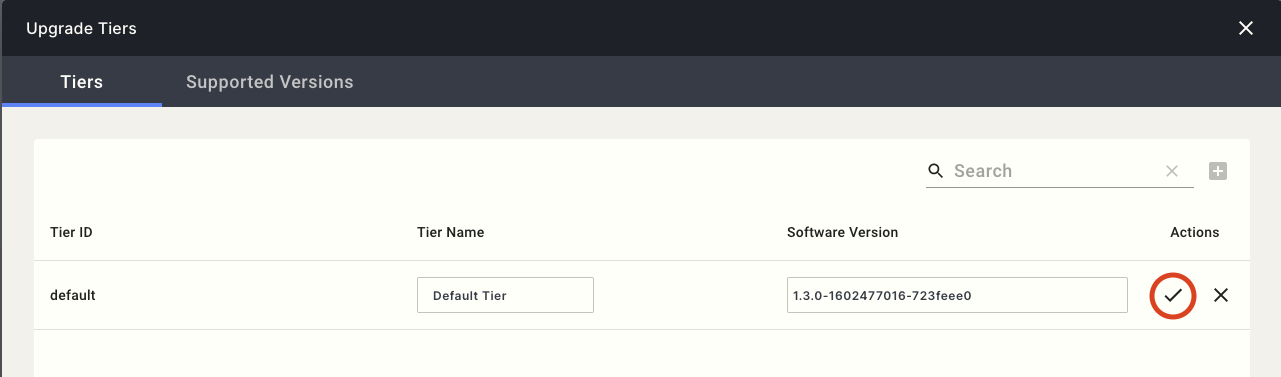 Upgrade Tiers
Tiers Supported Versions
Search
Tier ID Tier Name Software Version Actions
default Default Tier 1.3.0-1602477016-723feee0